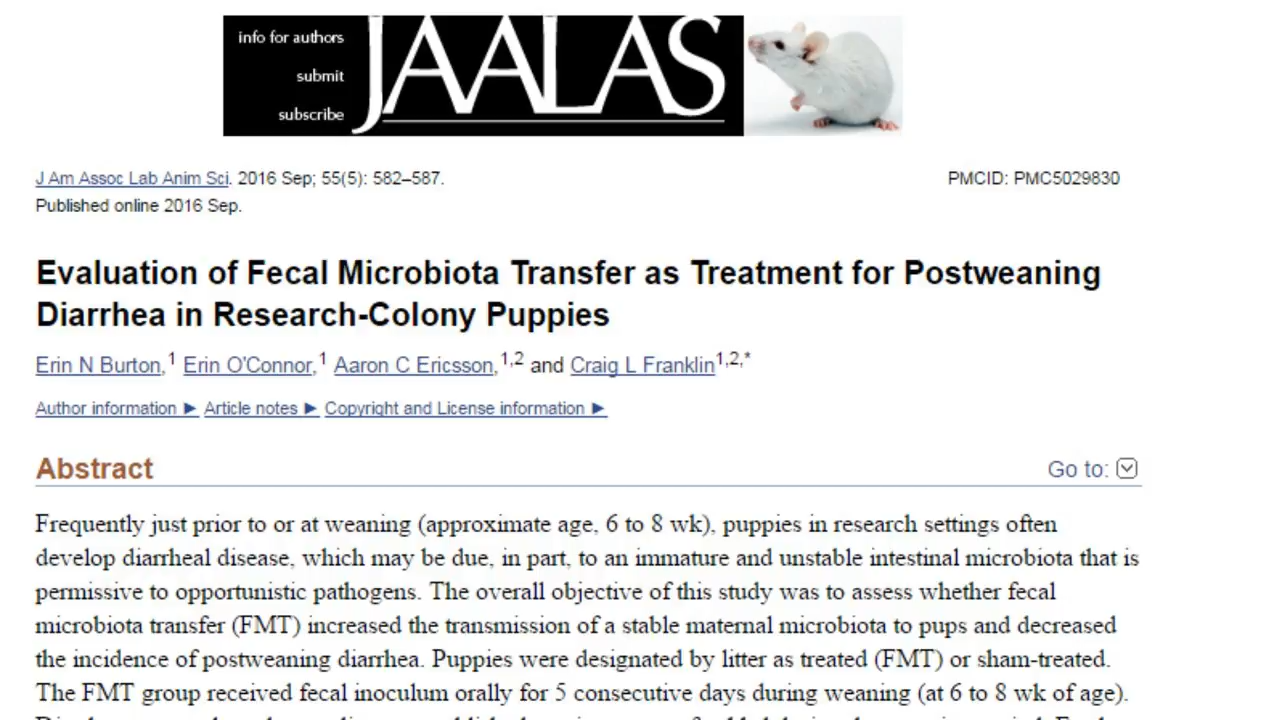 info for authors
submit
subscribe
JAALAS
J Am Assoc Lab Anim Sci. 2016 Sep; 55(5): 582–587.
PMCID: PMC5029830
Published online 2016 Sep.
Evaluation of Fecal Microbiota Transfer as Treatment for Postweaning
Diarrhea in Research-Colony Puppies
Erin N Burton,1 Erin O'Connor,1 Aaron C Ericsson,1,2 and Craig L Franklin1,2,*
Author information ► Article notes ► Copyright and License information ►
Abstract
Go to:
Frequently just prior to or at weaning (approximate age, 6 to 8 wk), puppies in research settings often
develop diarrheal disease, which may be due, in part, to an immature and unstable intestinal microbiota that is
permissive to opportunistic pathogens. The overall objective of this study was to assess whether fecal
microbiota transfer (FMT) increased the transmission of a stable maternal microbiota to pups and decreased
the incidence of postweaning diarrhea. Puppies were designated by litter as treated (FMT) or sham-treated.
The FMT group received fecal inoculum orally for 5 consecutive days during weaning (at 6 to 8 wk of age).